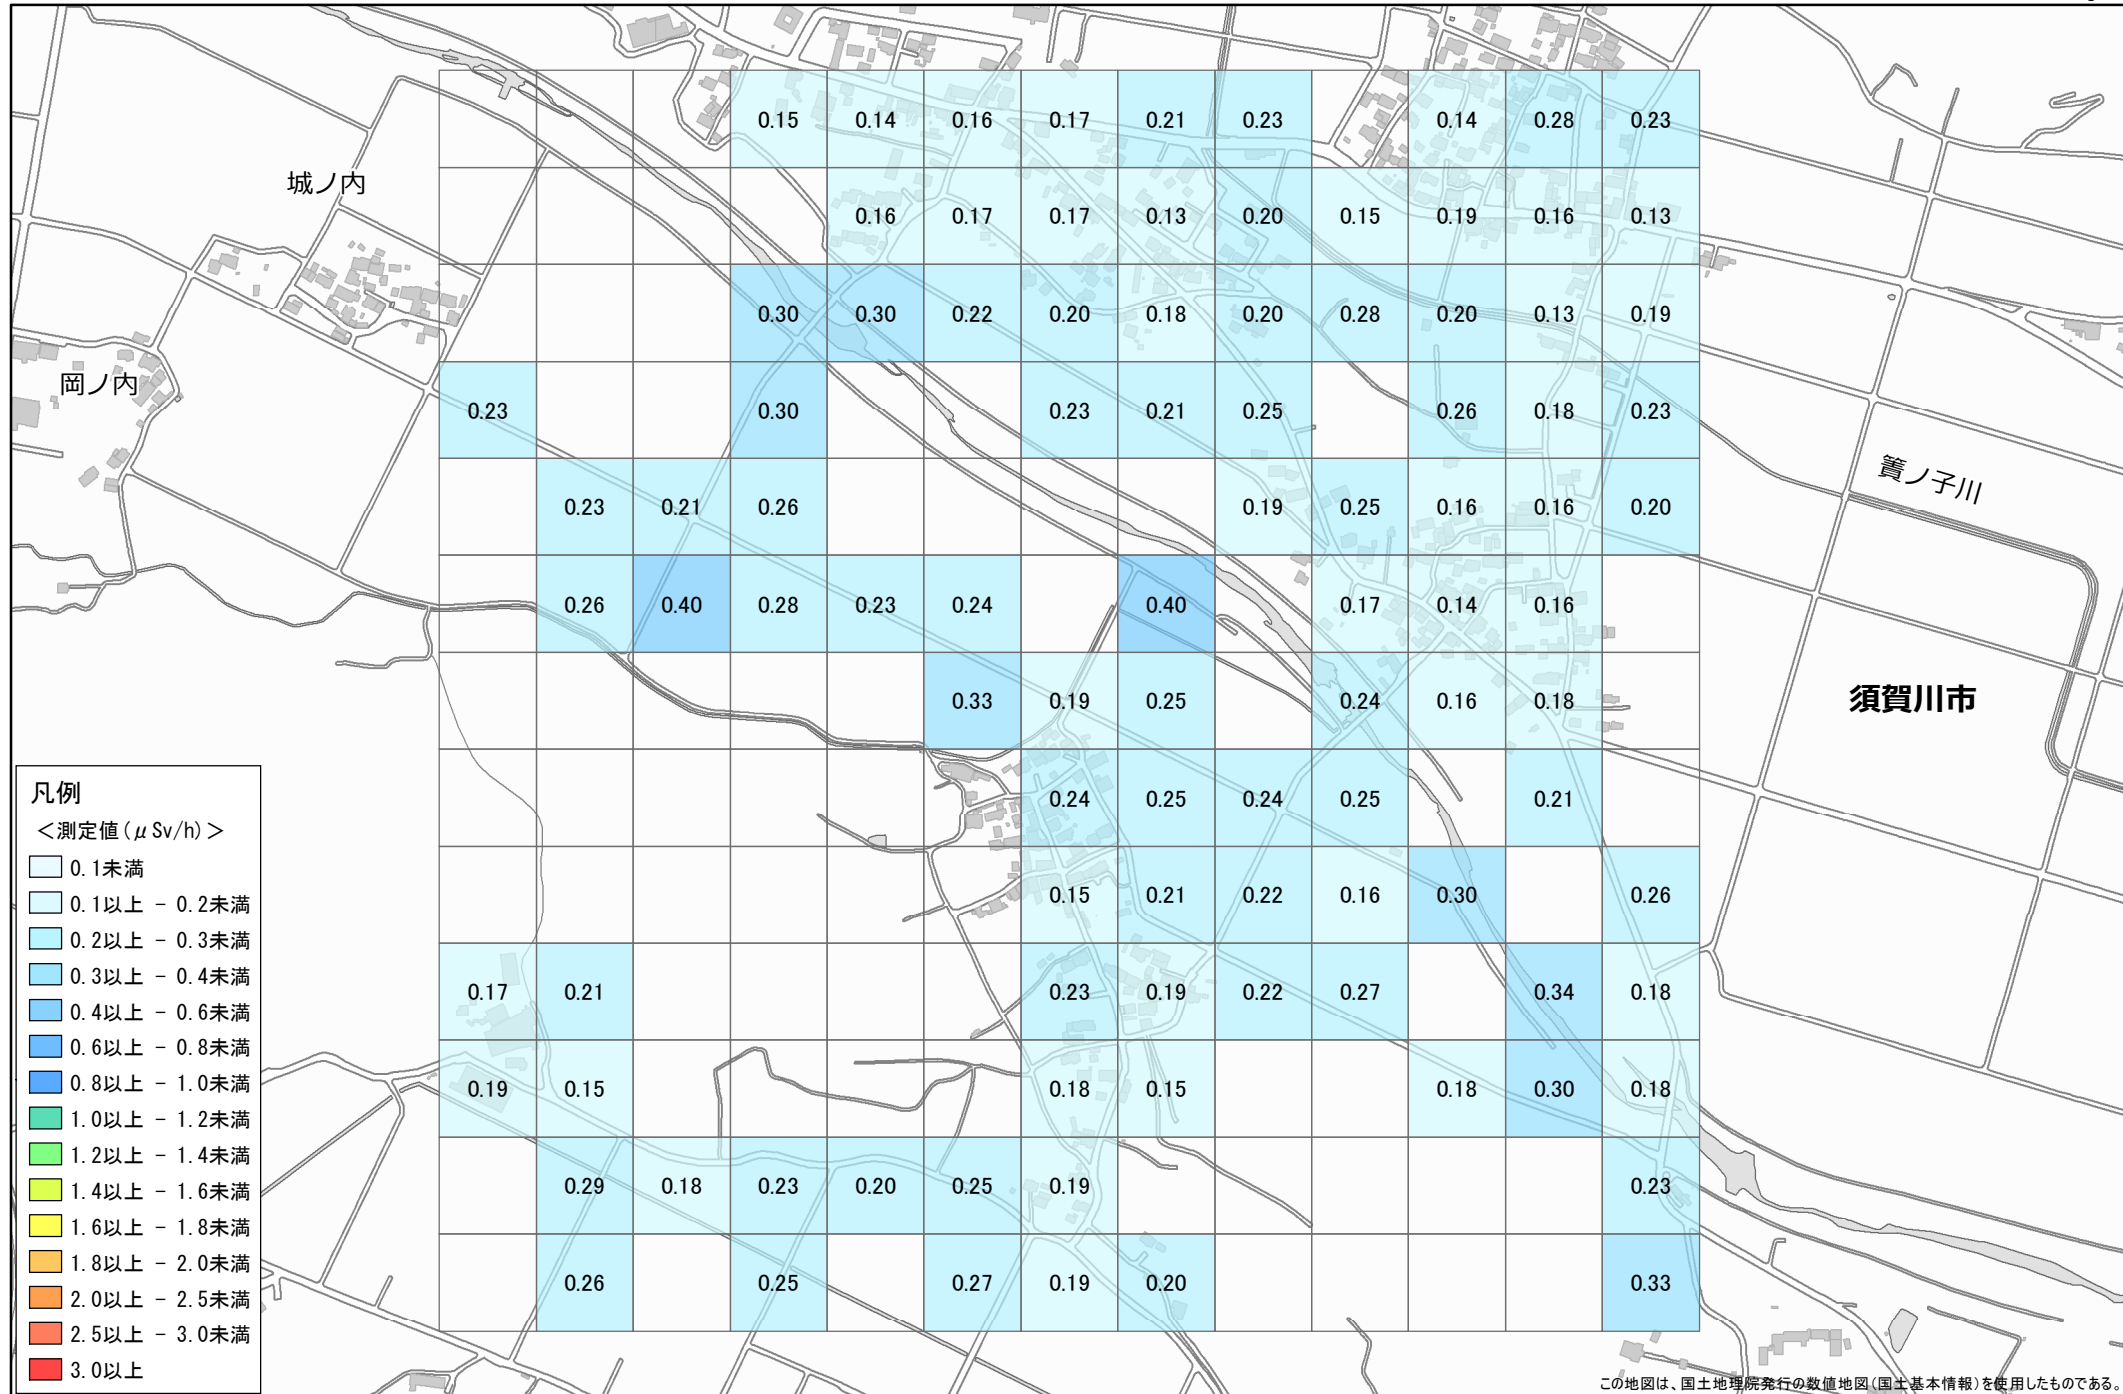 0.15 0.14 0.16 0.17 0.21 0.23 0.14 0.28 0.23
城ノ内
0.16 0.17 0.17 0.13 0.20 0.15 0.19 0.16 0.13
0.30 0.30 0.22 0.20 0.18 0.20 0.28 0.20 0.13 0.19
岡ノ内
0.23 0.30 0.23 0.21 0.25 0.26 0.18 0.23
簀ノ子川
0.23 0.21 0.26 0.19 0.25 0.16 0.16 0.20
0.26 0.40 0.28 0.23 0.24 0.40 0.17 0.14 0.16
0.33 0.19 0.25 0.24 0.16 0.18
須賀川市
0.24 0.25 0.24 0.25 0.21
0.15 0.21 0.22 0.16 0.30 0.26
0.17 0.21 0.23 0.19 0.22 0.27 0.34 0.18
0.19 0.15 0.18 0.15 0.18 0.30 0.18
0.29 0.18 0.23 0.20 0.25 0.19 0.23
0.26 0.25 0.27 0.19 0.20 0.33
凡例
＜測定値(μSv/h)＞
0.1未満
0.1以上 － 0.2未満
0.2以上 － 0.3未満
0.3以上 － 0.4未満
0.4以上 － 0.6未満
0.6以上 － 0.8未満
0.8以上 － 1.0未満
1.0以上 － 1.2未満
1.2以上 － 1.4未満
1.4以上 － 1.6未満
1.6以上 － 1.8未満
1.8以上 － 2.0未満
2.0以上 － 2.5未満
2.5以上 － 3.0未満
3.0以上
この地図は、国土地理院発行の数値地図(国土基本情報)を使用したものである。